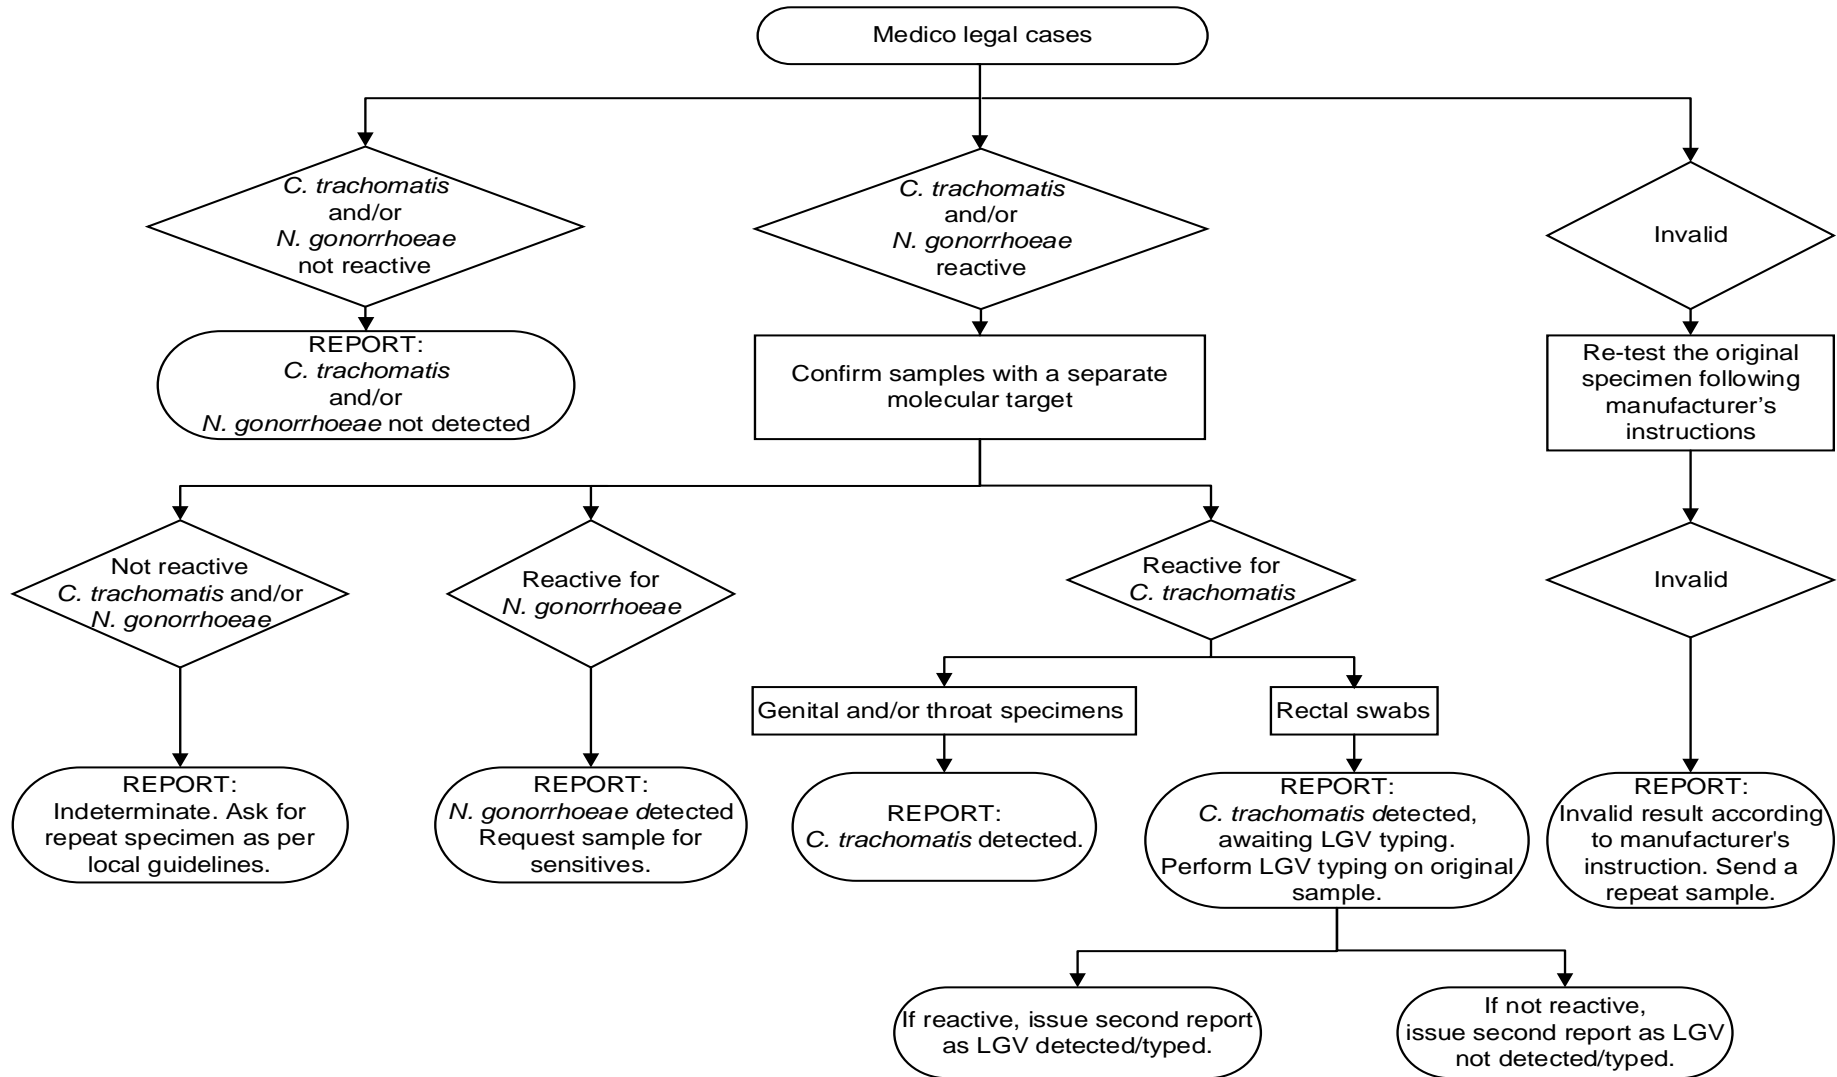 Medico legal cases
C. trachomatis
and/or
N. gonorrhoeae
not reactive
C. trachomatis
and/or
N. gonorrhoeae
reactive
Invalid
REPORT:
C. trachomatis
and/or
N. gonorrhoeae not detected
Confirm samples with a separate
molecular target
Re-test the original
specimen following
manufacturer’s
instructions
Not reactive
C. trachomatis and/or
N. gonorrhoeae
Reactive for
N. gonorrhoeae
Reactive for
C. trachomatis
Invalid
Genital and/or throat specimens
Rectal swabs
REPORT:
Indeterminate. Ask for
repeat specimen as per
local guidelines.
REPORT:
N. gonorrhoeae detected
Request sample for
sensitives.
REPORT:
C. trachomatis detected.
REPORT:
C. trachomatis detected,
awaiting LGV typing.
Perform LGV typing on original
sample.
REPORT:
Invalid result according
to manufacturer's
instruction. Send a
repeat sample.
If reactive, issue second report
as LGV detected/typed.
If not reactive,
issue second report as LGV
not detected/typed.